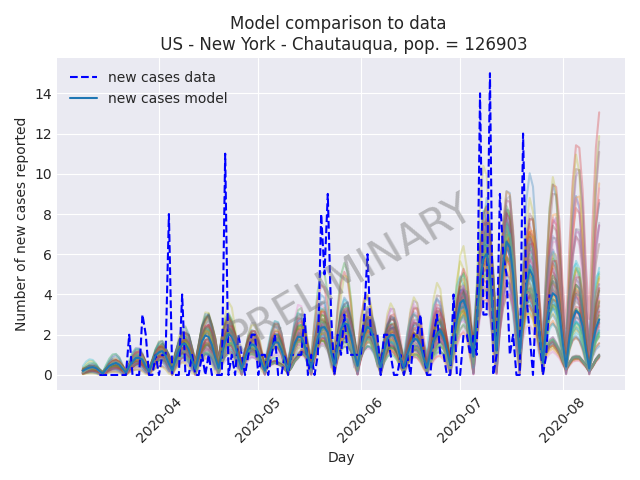 Model comparison to data
US - New York - Chautauqua, pop. = 126903
new cases data
new cases model
Number of new cases reported
14
12
10
8
6
4
2
0
PRELIMINARY
2020-04
2020-05
2020-06
2020-07
2020-08
Day